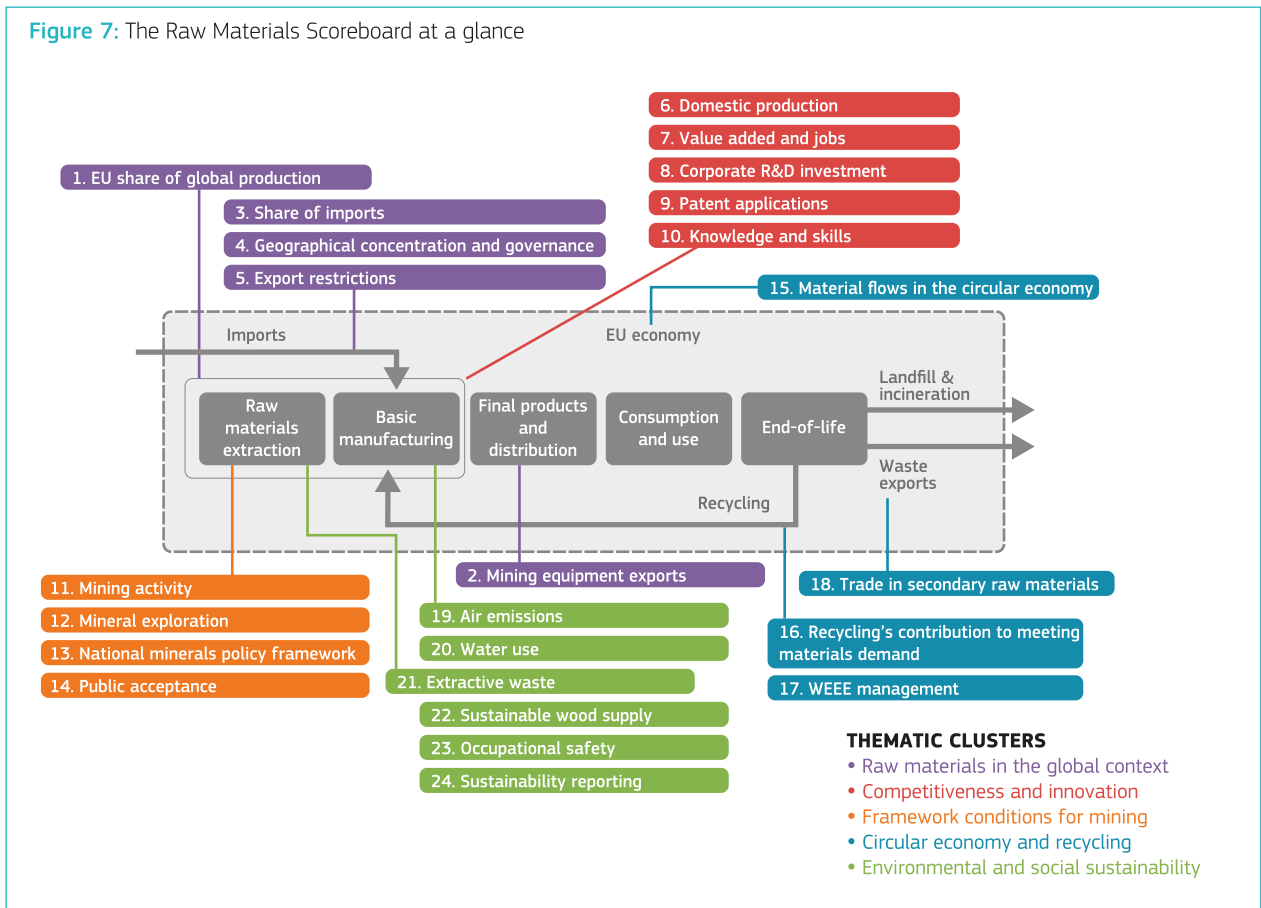 Figure 7: The Raw Materials Scoreboard at a glance
6. Domestic production
7. Value added and jobs
8. Corporate R&D investment
9. Patent applications
10. Knowledge and skills
1. EU share of global production
3. Share of imports
4. Geographical concentration and governance
5. Export restrictions
15. Material flows in the circular economy
Imports
EU economy
Raw
materials
extraction
Basic
manufacturing
Final products
and
distribution
Consumption
and use
End-of-life
Landfill &
incineration
Waste
exports
Recycling
2. Mining equipment exports
11. Mining activity
12. Mineral exploration
13. National minerals policy framework
14. Public acceptance
19. Air emissions
20. Water use
21. Extractive waste
22. Sustainable wood supply
23. Occupational safety
24. Sustainability reporting
18. Trade in secondary raw materials
16. Recycling's contribution to meeting
materials demand
17. WEEE management
THEMATIC CLUSTERS
• Raw materials in the global context
• Competitiveness and innovation
• Framework conditions for mining
• Circular economy and recycling
• Environmental and social sustainability